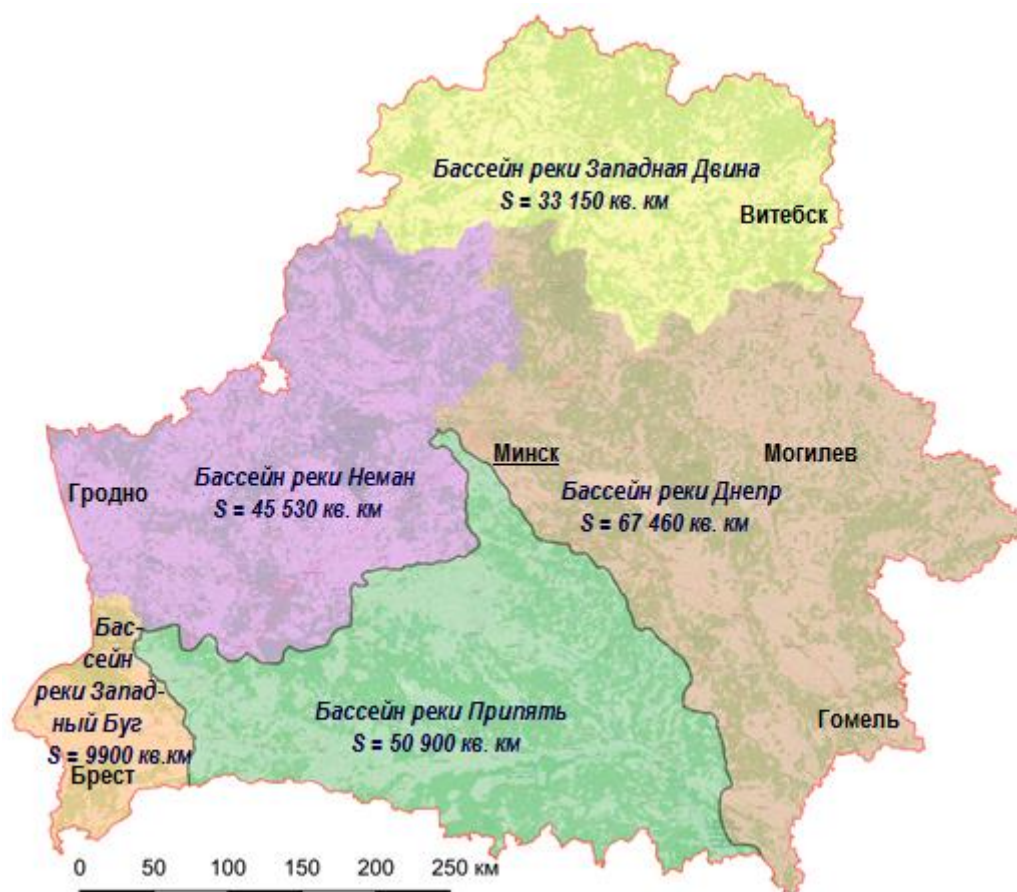 Бассейн реки Западная Двина
S = 33 150 кв. км
Витебск
Минск
Могилев
Бассейн реки Неман
S = 45 530 кв. км
Гродно
Бассейн реки Днепр
S = 67 460 кв. км
Бас-
сейн
реки Запад-
ный Буг
S = 9900 кв.км
Брест
Бассейн реки Припять
S = 50 900 кв. км
Гомель
0 50 100 150 200 250 км